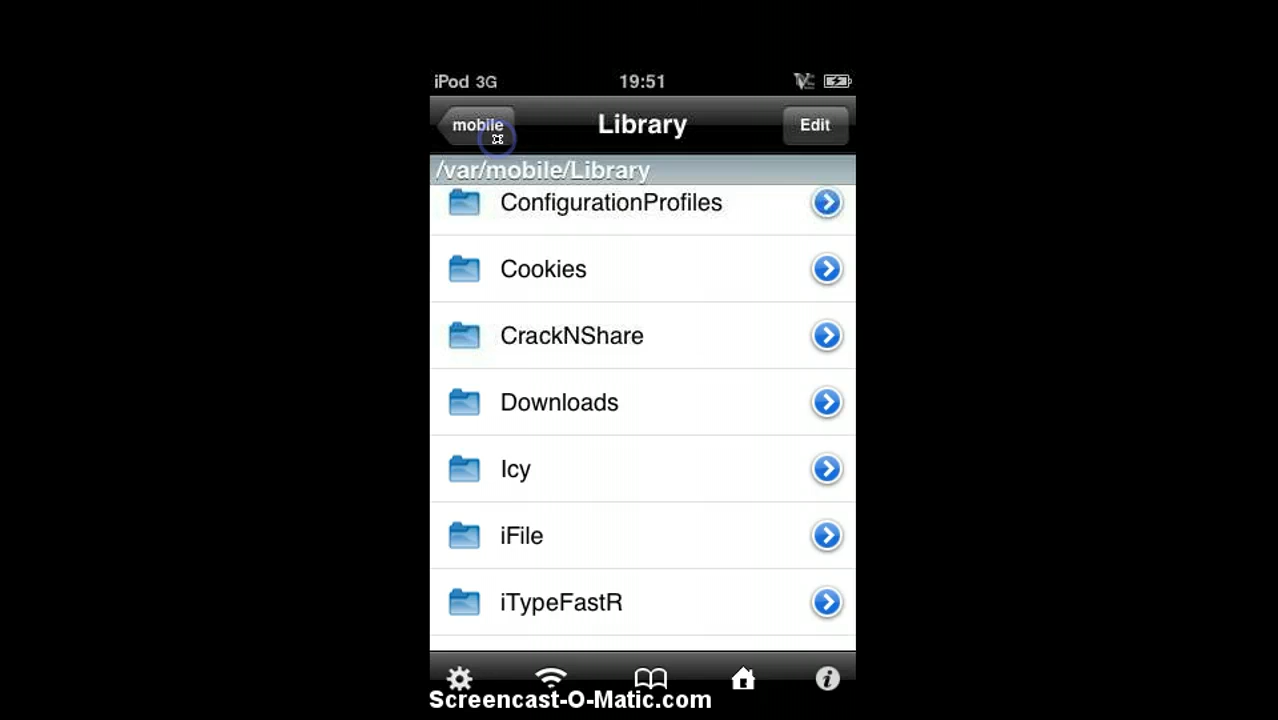 iPod 3G 19:51
mobile Library Edit
/var/mobile/Library
ConfigurationProfiles
Cookies
CrackNShare
Downloads
Icy
iFile
iTypeFastR
Screencast-O-Matic.com